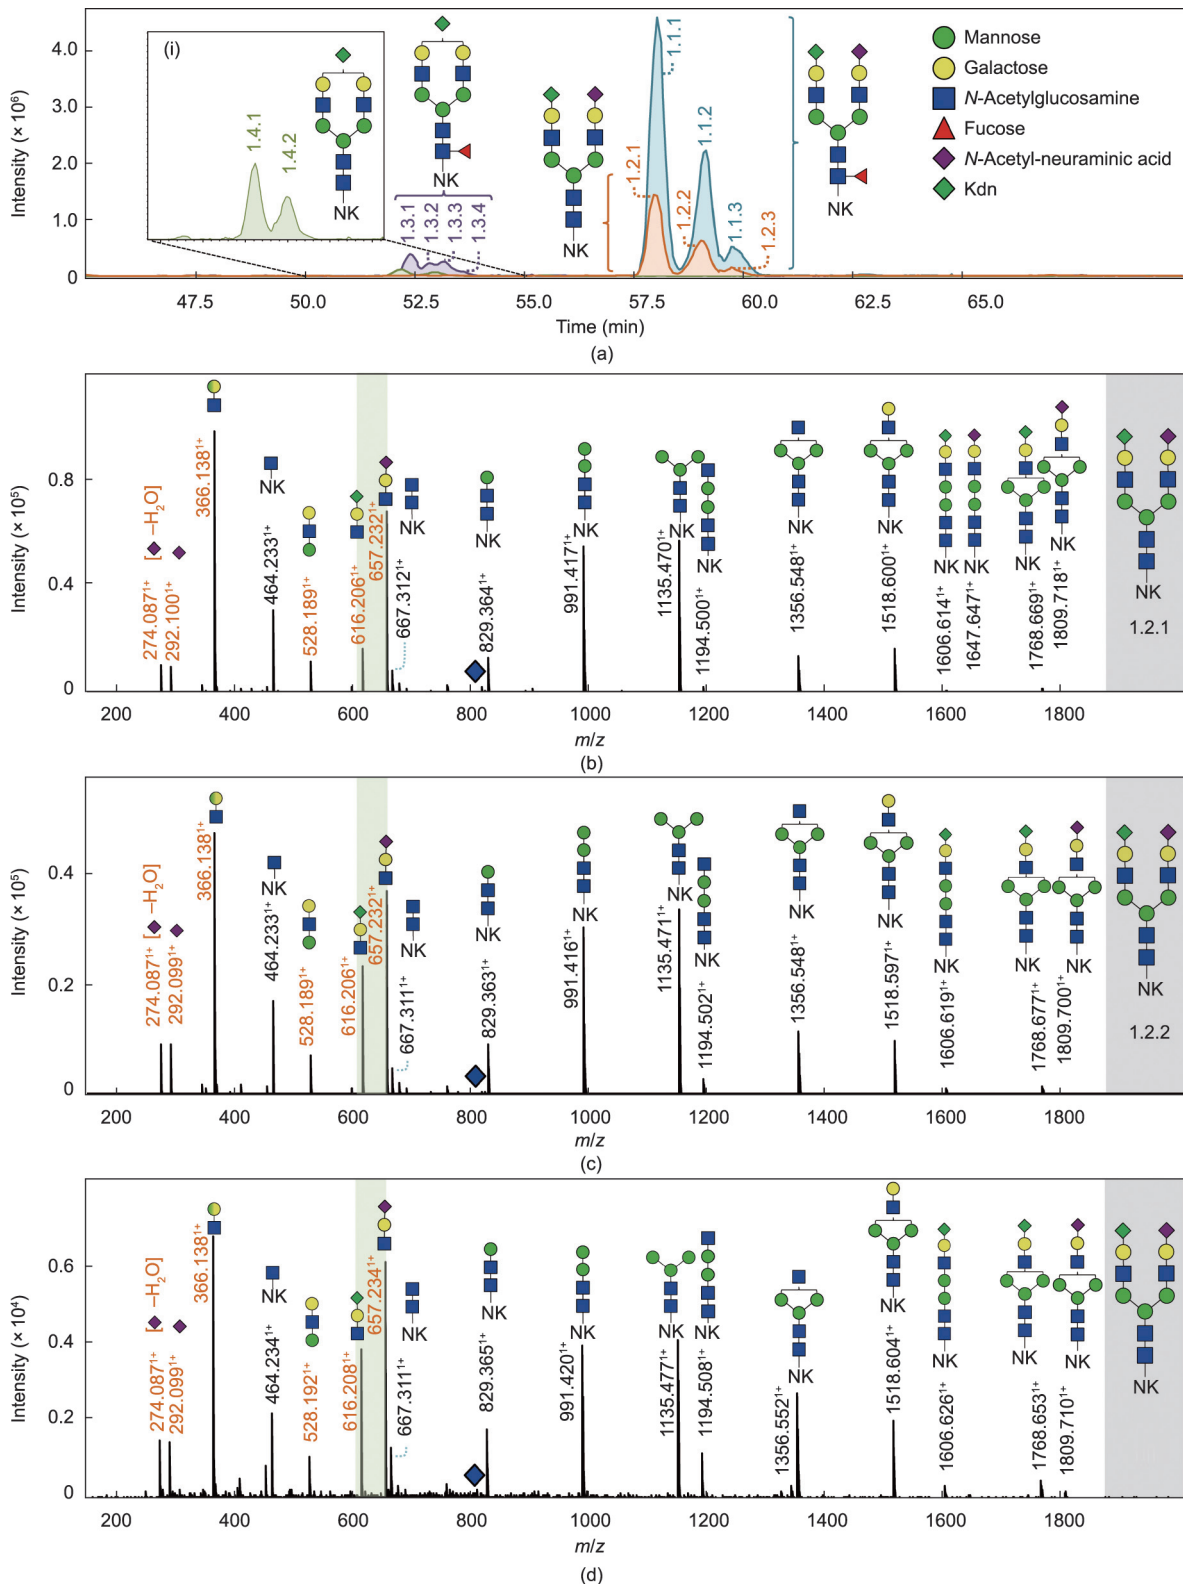 (i)
1.4.1
1.4.2
NK
NK
1.3.1
1.3.2
1.3.3
1.3.4
NK
1.2.1
1.1.1
1.2.2
1.1.2
1.1.3
1.2.3
NK
Mannose
Galactose
N-Acetylglucosamine
Fucose
N-Acetyl-neuraminic acid
Kdn
Intensity (× 10⁶)
4.0
3.0
2.0
1.0
0
47.5
50.0
52.5
55.0
57.5
60.0
62.5
65.0
Time (min)
(a)
Intensity (× 10⁵)
0.8
0.4
0
[ –H₂O]
274.087¹⁺
292.100¹⁺
366.138¹⁺
NK
464.233¹⁺
528.189¹⁺
616.206¹⁺
657.232¹⁺
NK
667.312¹⁺
NK
829.364¹⁺
NK
991.417¹⁺
NK
1135.470¹⁺
NK
1194.500¹⁺
NK
1356.548¹⁺
NK
1518.600¹⁺
NK
1606.614¹⁺
NK
1647.647¹⁺
NK
1768.669¹⁺
NK
1809.718¹⁺
NK
1.2.1
200
400
600
800
1000
1200
1400
1600
1800
m/z
(b)
Intensity (× 10⁵)
0.4
0.2
0
[ –H₂O]
274.087¹⁺
292.099¹⁺
366.138¹⁺
NK
464.233¹⁺
528.189¹⁺
616.206¹⁺
657.232¹⁺
NK
667.311¹⁺
NK
829.363¹⁺
NK
991.416¹⁺
NK
1135.471¹⁺
NK
1194.502¹⁺
NK
1356.548¹⁺
NK
1518.597¹⁺
NK
1606.619¹⁺
NK
1768.677¹⁺
NK
1809.700¹⁺
NK
1.2.2
200
400
600
800
1000
1200
1400
1600
1800
m/z
(c)
Intensity (× 10⁴)
0.6
0.4
0.2
0
[ –H₂O]
274.087¹⁺
292.099¹⁺
366.138¹⁺
NK
464.234¹⁺
528.192¹⁺
616.208¹⁺
657.234¹⁺
NK
667.311¹⁺
NK
829.365¹⁺
NK
991.420¹⁺
NK
1135.477¹⁺
NK
1194.508¹⁺
NK
1356.552¹⁺
NK
1518.604¹⁺
NK
1606.626¹⁺
NK
1768.653¹⁺
NK
1809.710¹⁺
NK
200
400
600
800
1000
1200
1400
1600
1800
m/z
(d)